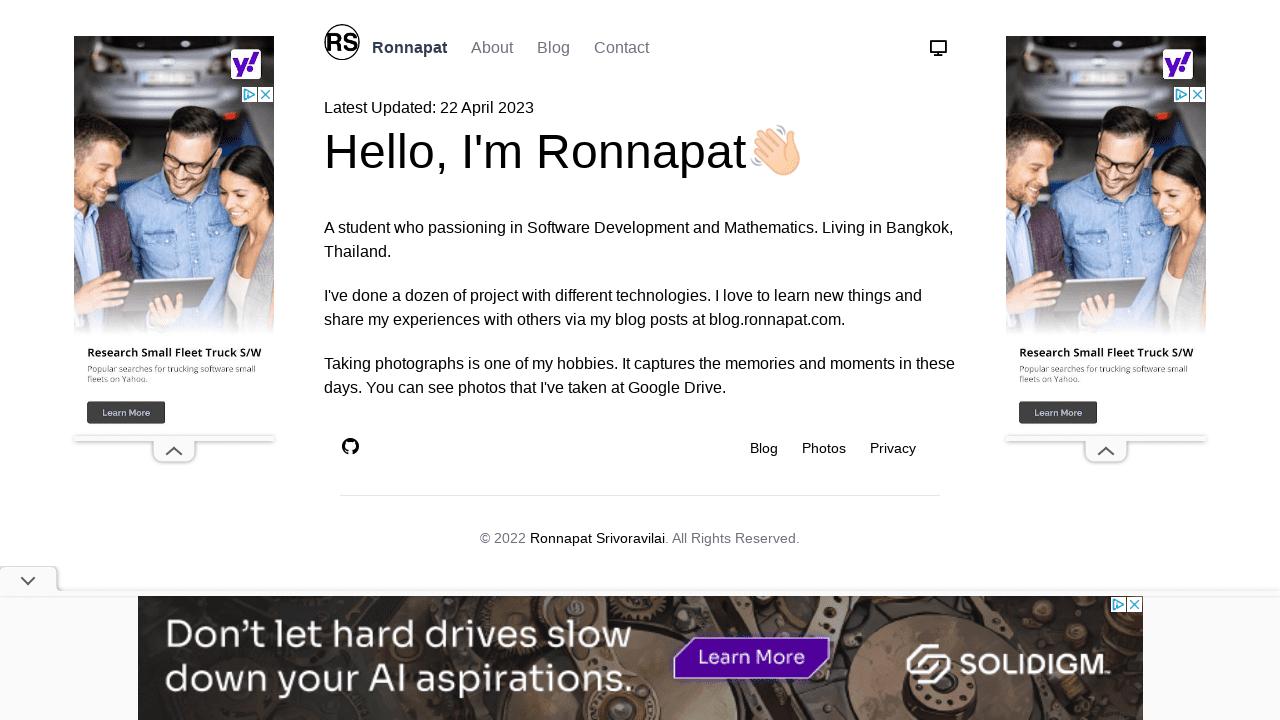 RS Ronnapat About Blog Contact
Latest Updated: 22 April 2023
Hello, I'm Ronnapat👋🏻
A student who passioning in Software Development and Mathematics. Living in Bangkok,
Thailand.
I've done a dozen of project with different technologies. I love to learn new things and
share my experiences with others via my blog posts at blog.ronnapat.com.
Taking photographs is one of my hobbies. It captures the memories and moments in these
days. You can see photos that I've taken at Google Drive.
Blog Photos Privacy
© 2022 Ronnapat Srivoravilai. All Rights Reserved.
y!
Research Small Fleet Truck S/W
Popular searches for trucking software small
fleets on Yahoo.
Learn More
y!
Research Small Fleet Truck S/W
Popular searches for trucking software small
fleets on Yahoo.
Learn More
Don't let hard drives slow
down your AI aspirations.
Learn More
SOLIDIGM